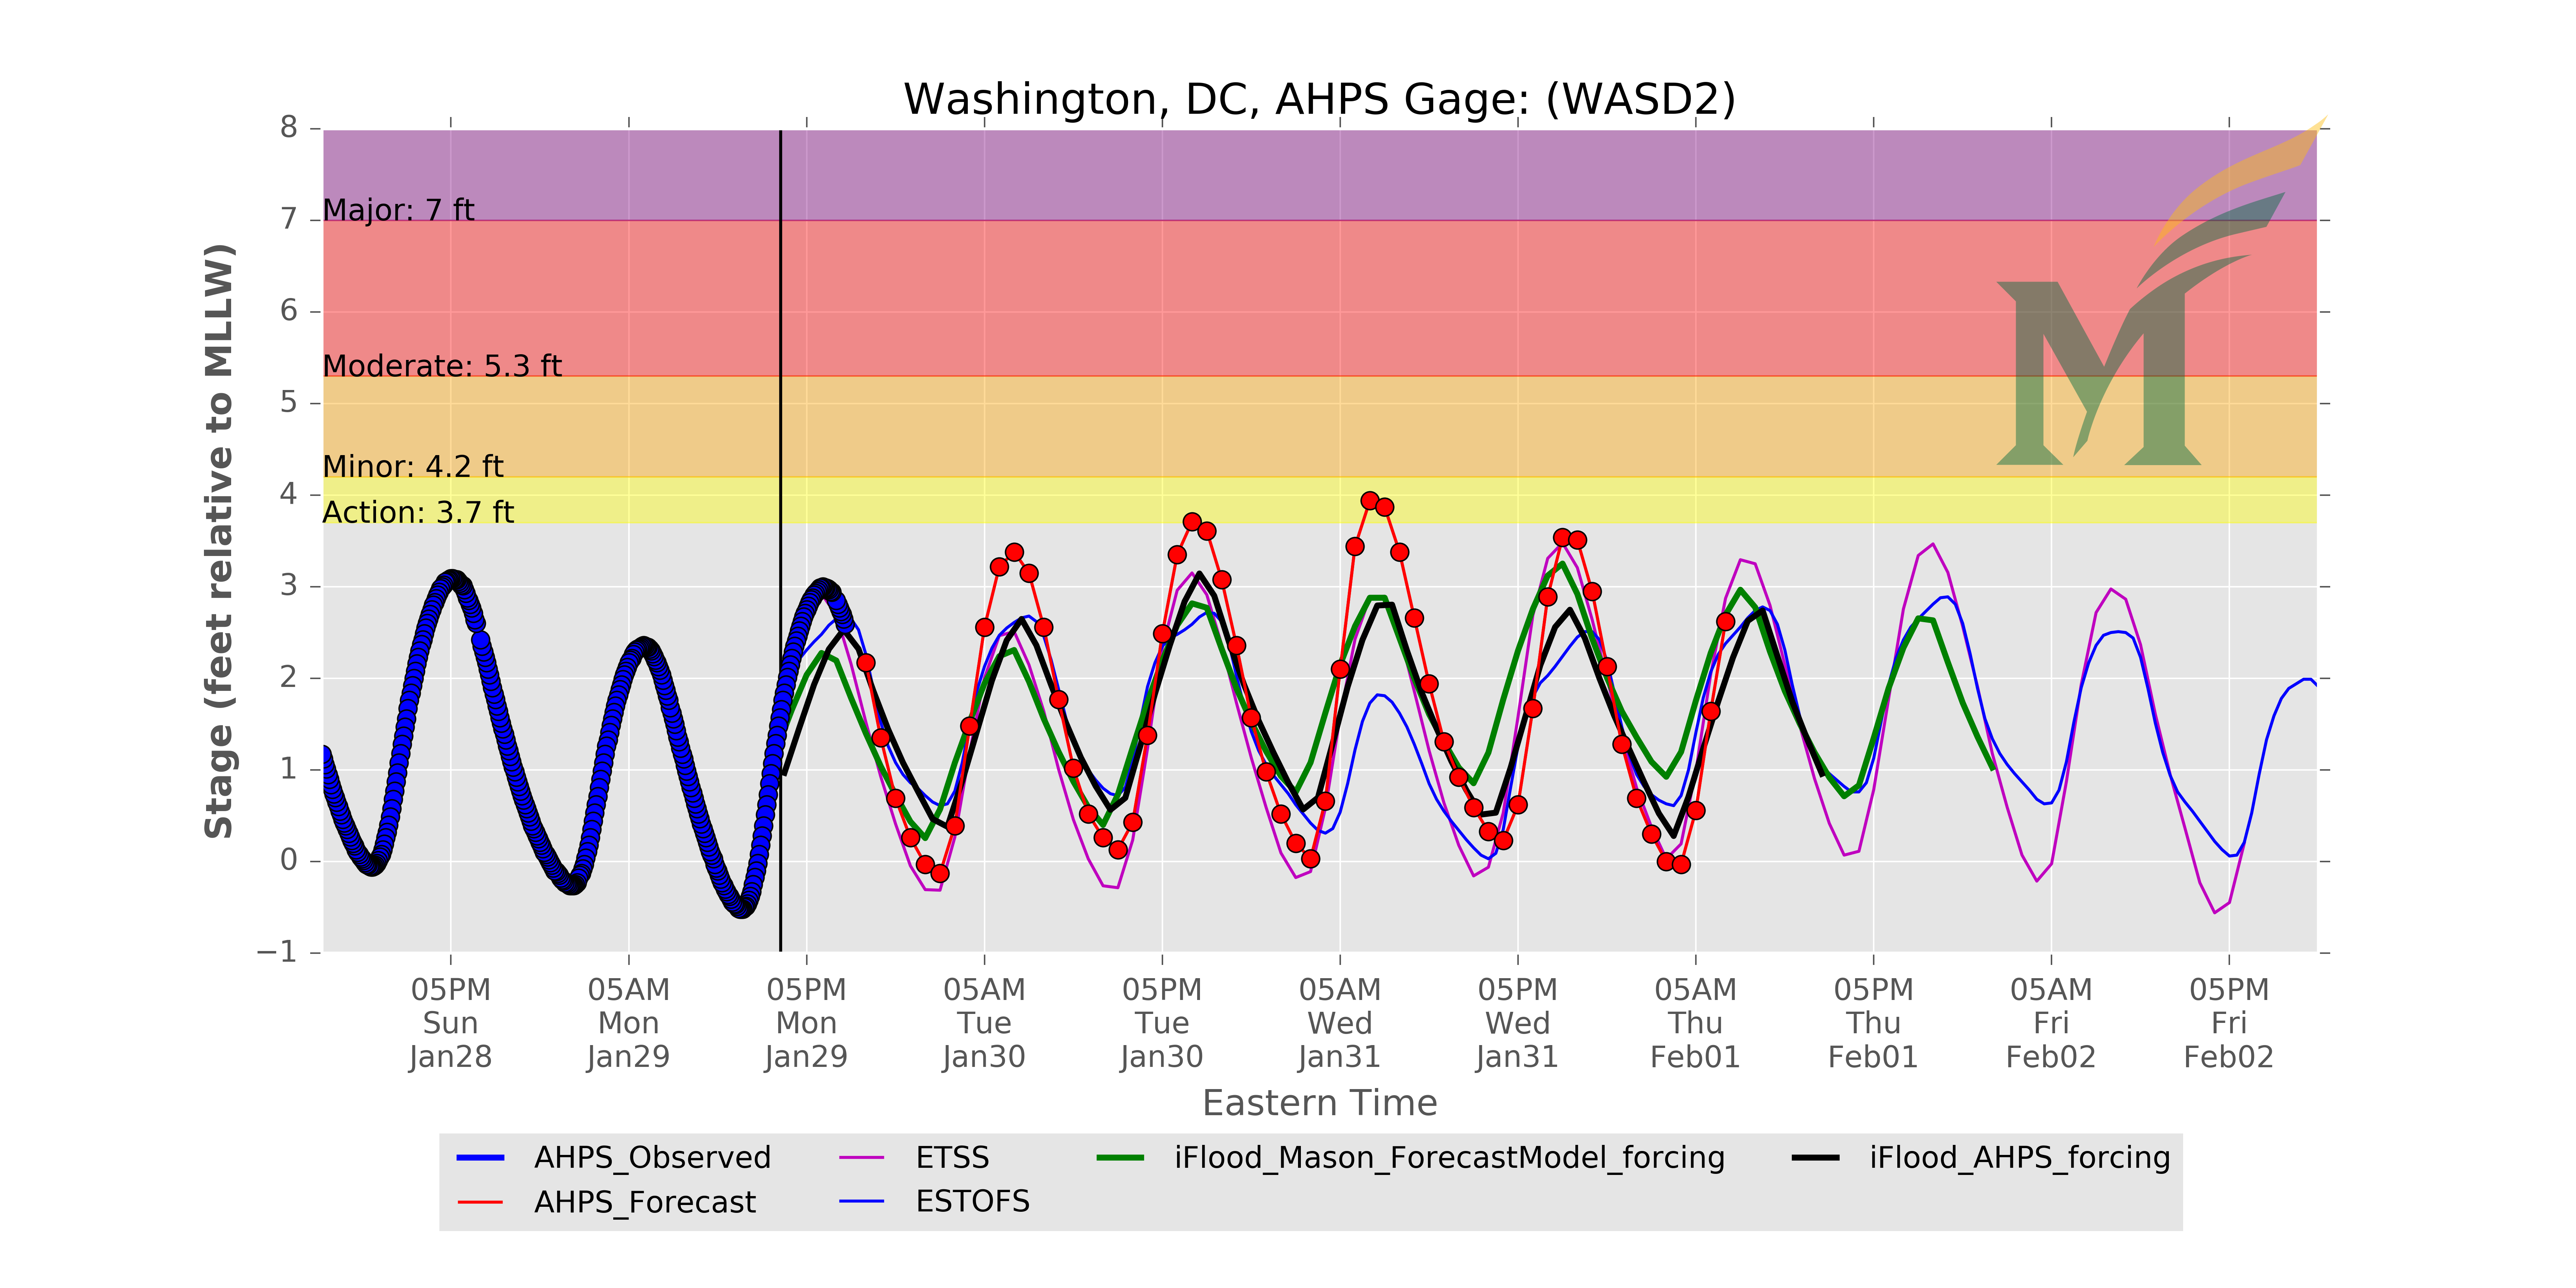 Washington, DC, AHPS Gage: (WASD2)
8
7
6
5
4
3
2
1
0
−1
Stage (feet relative to MLLW)
Major: 7 ft
Moderate: 5.3 ft
Minor: 4.2 ft
Action: 3.7 ft
M
05PM 05AM 05PM 05AM 05PM 05AM 05PM 05AM 05PM 05AM 05PM
Sun Mon Mon Tue Tue Wed Wed Thu Thu Fri Fri
Jan28 Jan29 Jan29 Jan30 Jan30 Jan31 Jan31 Feb01 Feb01 Feb02 Feb02
Eastern Time
AHPS_Observed ETSS iFlood_Mason_ForecastModel_forcing iFlood_AHPS_forcing
AHPS_Forecast ESTOFS